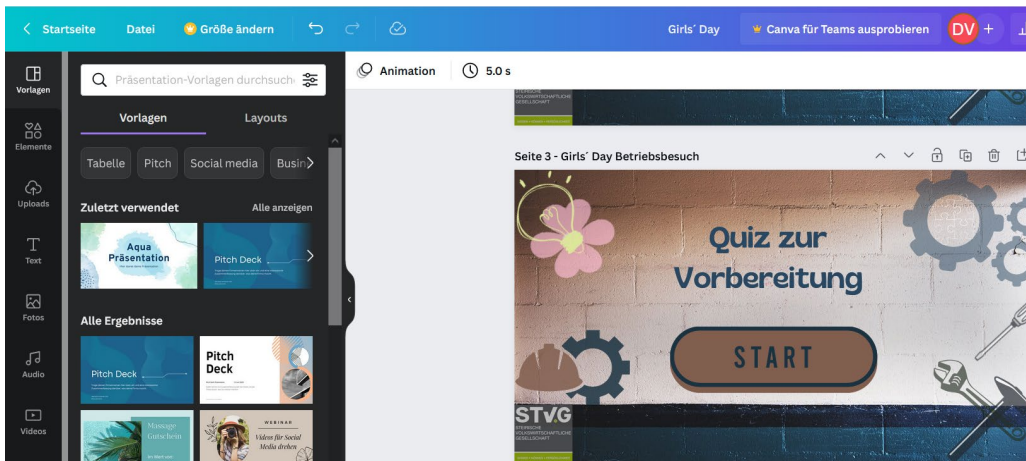 Startseite
Datei
Größe ändern
Girls´ Day
Canva für Teams ausprobieren
DV
+
Vorlagen
Elemente
Uploads
Text
Fotos
Audio
Videos
Präsentation-Vorlagen durchsuch
Vorlagen
Layouts
Tabelle
Pitch
Social media
Busin
Zuletzt verwendet
Alle anzeigen
Aqua
Präsentation
Pitch Deck
Alle Ergebnisse
Pitch Deck
Pitch
Deck
Massage
Gutschein
WEBINAR
Videos für Social
Media drehen
Animation
5.0 s
STEIRISCHE
VOLKSWIRTSCHAFTLICHE
GESELLSCHAFT
Seite 3 - Girls´ Day Betriebsbesuch
Quiz zur
Vorbereitung
START
STVG
STEIRISCHE
VOLKSWIRTSCHAFTLICHE
GESELLSCHAFT